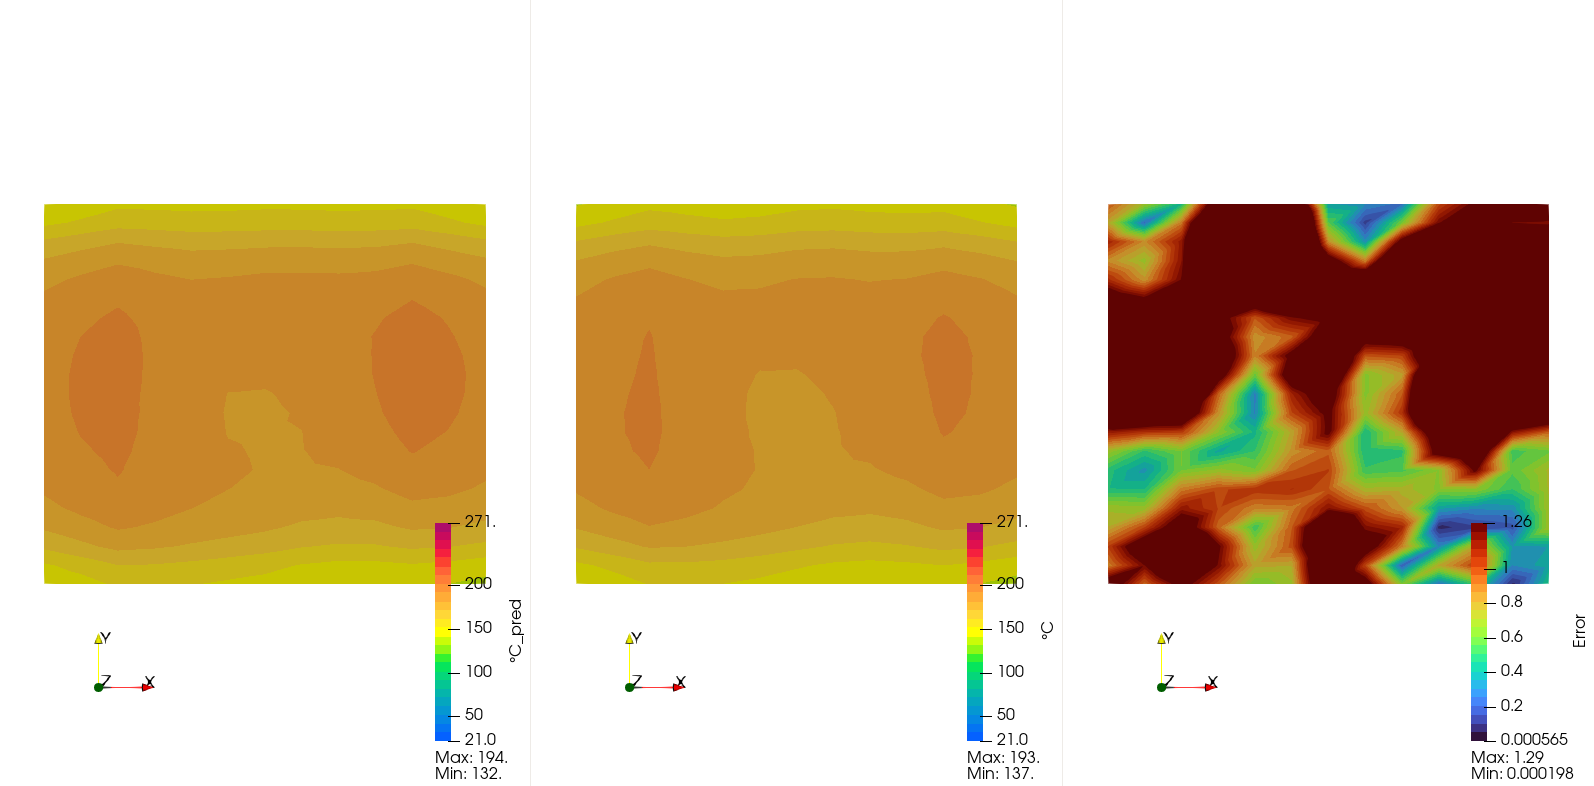 271.
200
150
100
50
21.0
°C_pred
Max: 194.
Min: 132.
Y
Z
X
271.
200
150
100
50
21.0
°C
Max: 193.
Min: 137.
Y
Z
X
1.26
1
0.8
0.6
0.4
0.2
0.000565
Error
Max: 1.29
Min: 0.000198
Y
Z
X